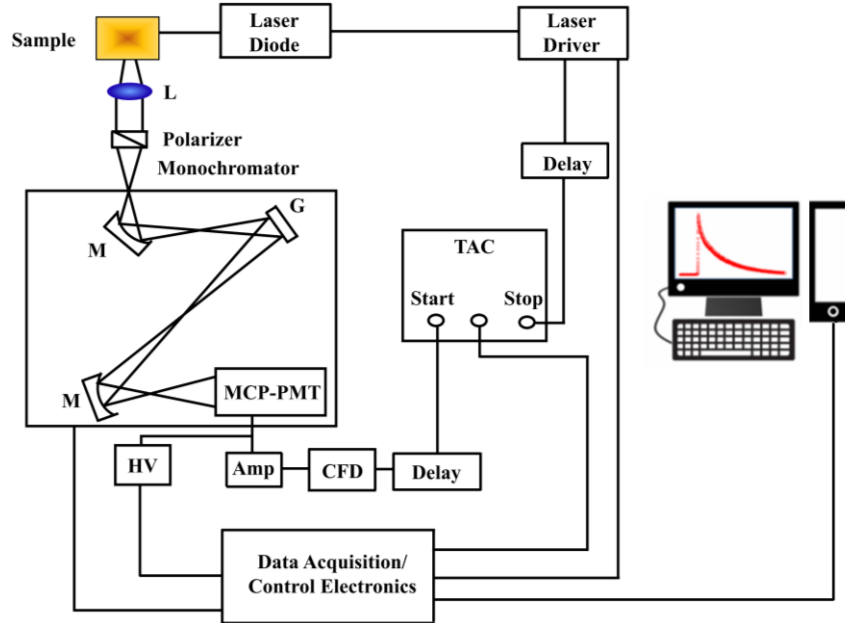 Sample
Laser
Diode
Laser
Driver
L
Polarizer
Monochromator
Delay
G
M
TAC
Start
Stop
M
MCP-PMT
HV
Amp
CFD
Delay
Data Acquisition/
Control Electronics